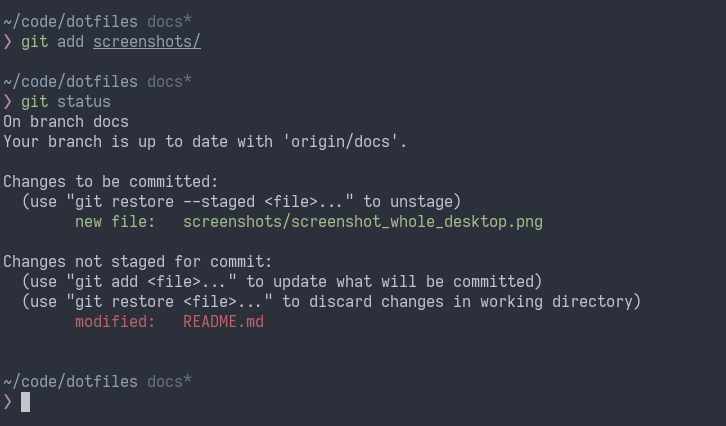 ~/code/dotfiles docs*
❯ git add screenshots/
~/code/dotfiles docs*
❯ git status
On branch docs
Your branch is up to date with 'origin/docs'.
Changes to be committed:
  (use "git restore --staged <file>..." to unstage)
        new file:   screenshots/screenshot_whole_desktop.png
Changes not staged for commit:
  (use "git add <file>..." to update what will be committed)
  (use "git restore <file>..." to discard changes in working directory)
        modified:   README.md
~/code/dotfiles docs*
❯